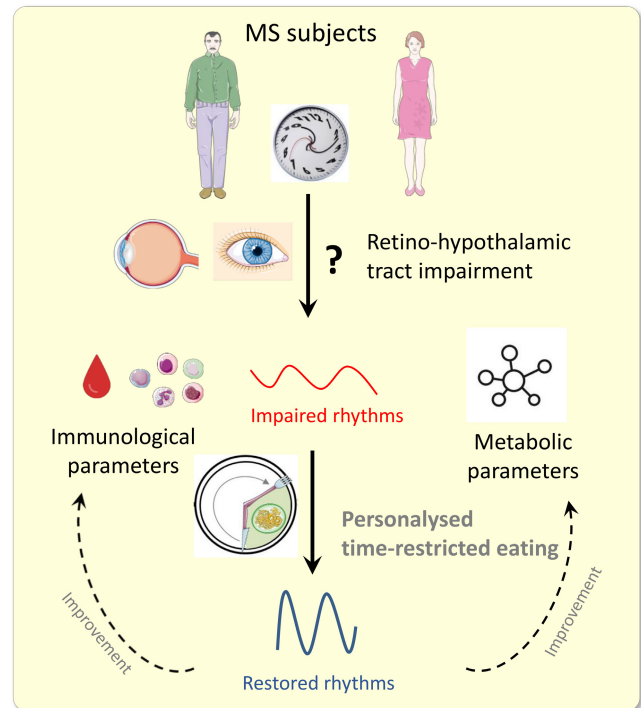 MS subjects
?
Retino-hypothalamic
tract impairment
Impaired rhythms
Immunological
parameters
Metabolic
parameters
Personalysed
time-restricted eating
Improvement
Improvement
Restored rhythms